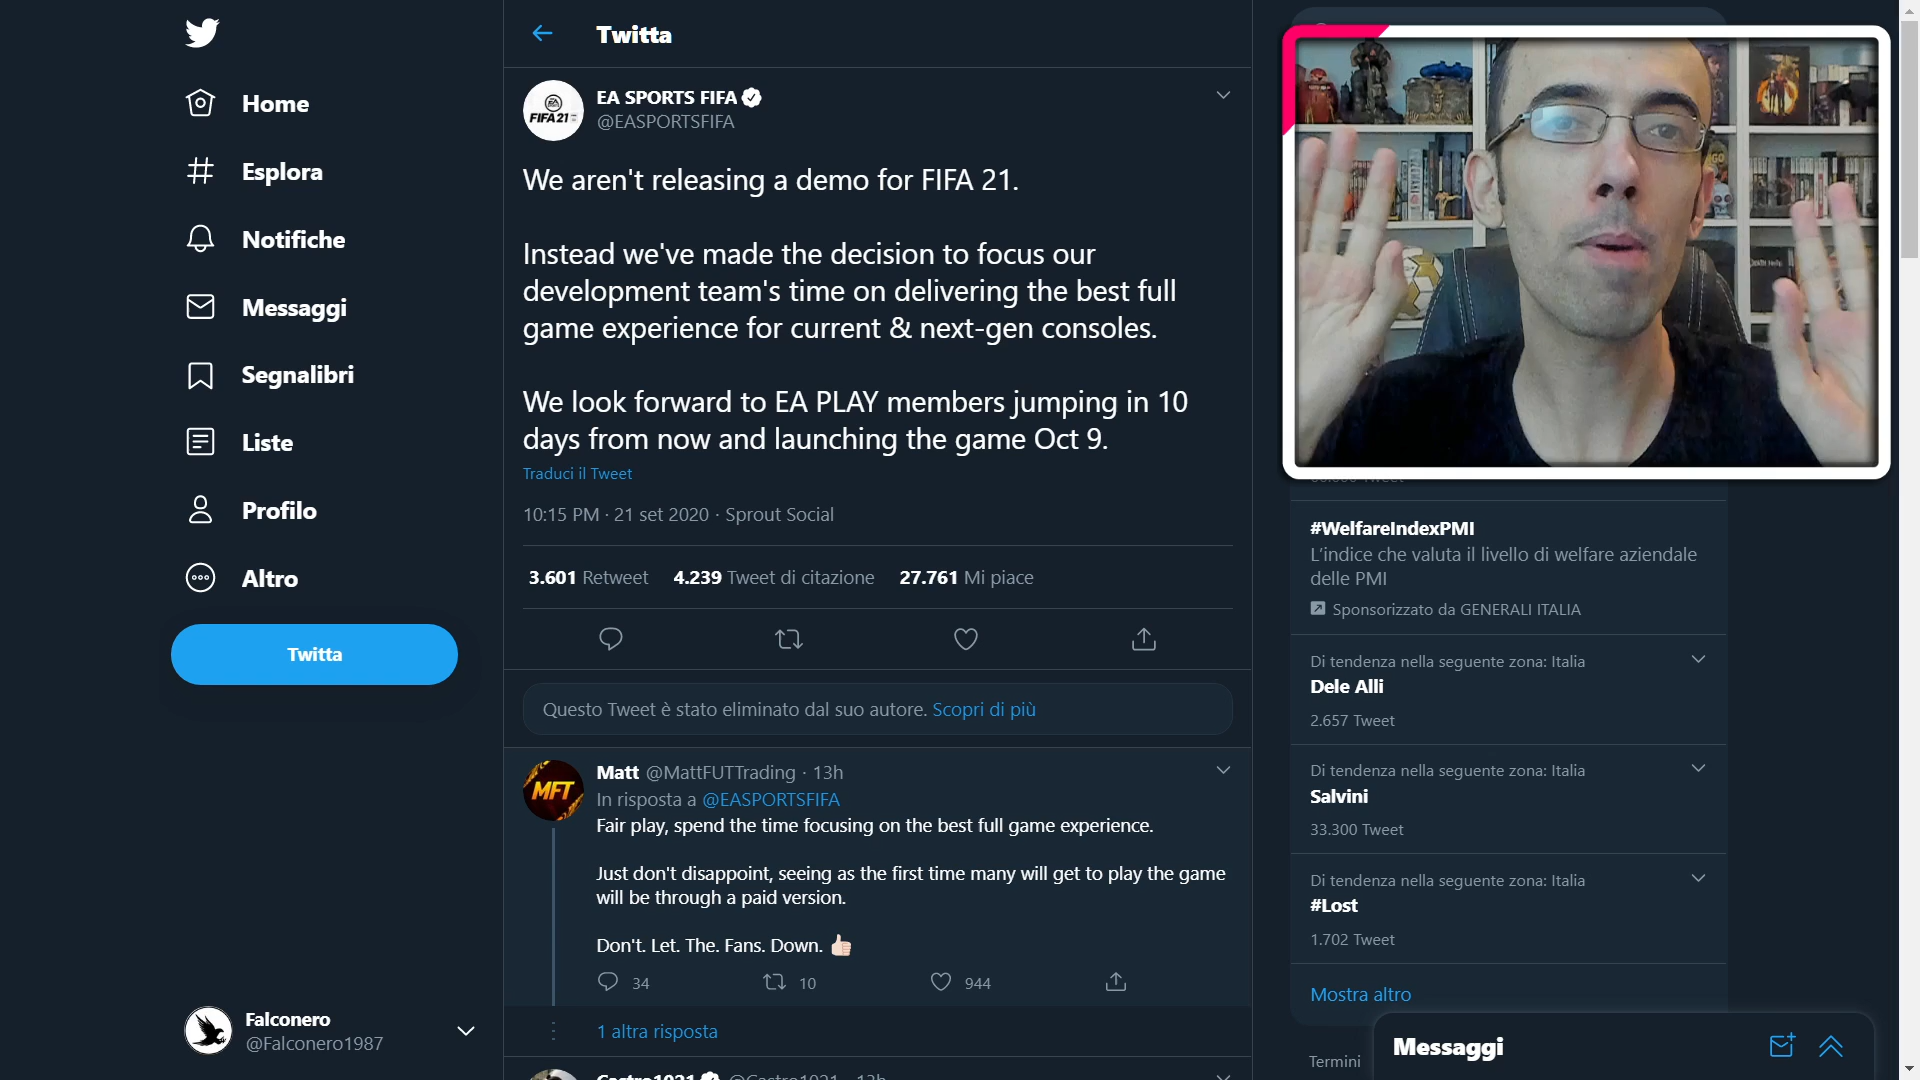 Home
Esplora
Notifiche
Messaggi
Segnalibri
Liste
Profilo
Altro
Twitta
Falconero
@Falconero1987
Twitta
FIFA 21
EA SPORTS FIFA
@EASPORTSFIFA
We aren't releasing a demo for FIFA 21.
Instead we've made the decision to focus our
development team's time on delivering the best full
game experience for current & next-gen consoles.
We look forward to EA PLAY members jumping in 10
days from now and launching the game Oct 9.
Traduci il Tweet
10:15 PM · 21 set 2020 · Sprout Social
3.601 Retweet 4.239 Tweet di citazione 27.761 Mi piace
Questo Tweet è stato eliminato dal suo autore. Scopri di più
MFT
Matt @MattFUTTrading · 13h
In risposta a @EASPORTSFIFA
Fair play, spend the time focusing on the best full game experience.
Just don't disappoint, seeing as the first time many will get to play the game
will be through a paid version.
Don't. Let. The. Fans. Down. 👍🏻
34 10 944
1 altra risposta
Castro1021 @Castro1021 · 13h
#WelfareIndexPMI
L'indice che valuta il livello di welfare aziendale
delle PMI
Sponsorizzato da GENERALI ITALIA
Di tendenza nella seguente zona: Italia
Dele Alli
2.657 Tweet
Di tendenza nella seguente zona: Italia
Salvini
33.300 Tweet
Di tendenza nella seguente zona: Italia
#Lost
1.702 Tweet
Mostra altro
Termini
Messaggi